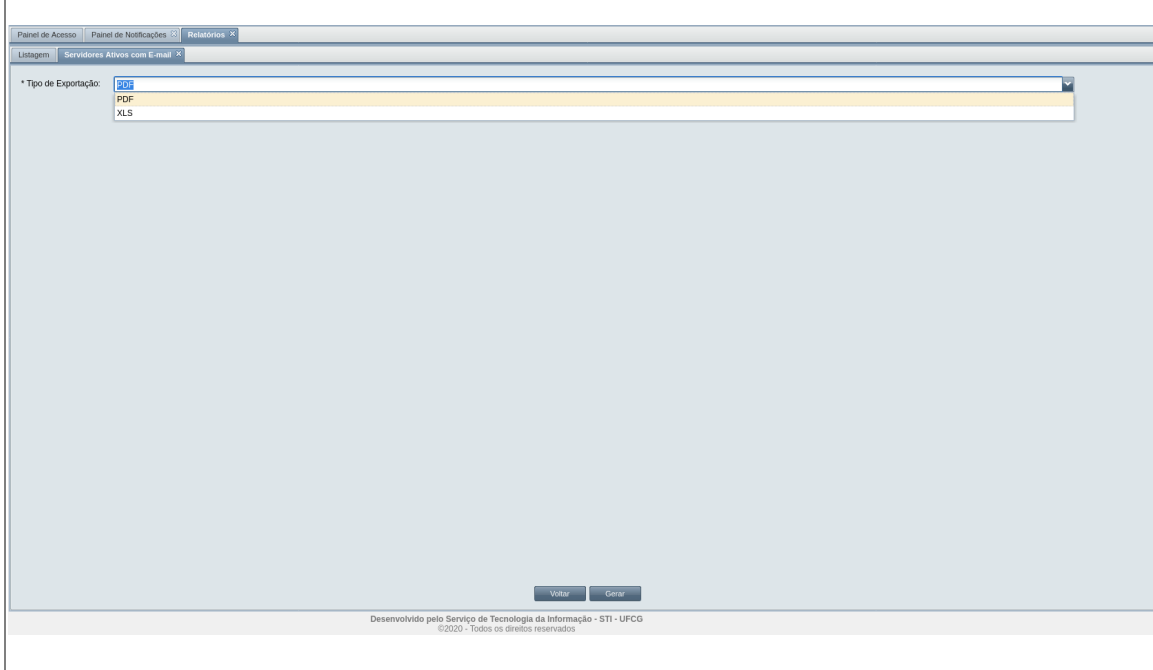 Painel de Acesso Painel de Notificações Relatórios
Listagem Servidores Ativos com E-mail
* Tipo de Exportação: PDF
PDF
XLS
Voltar Gerar
Desenvolvido pelo Serviço de Tecnologia da Informação - STI - UFCG
©2020 - Todos os direitos reservados